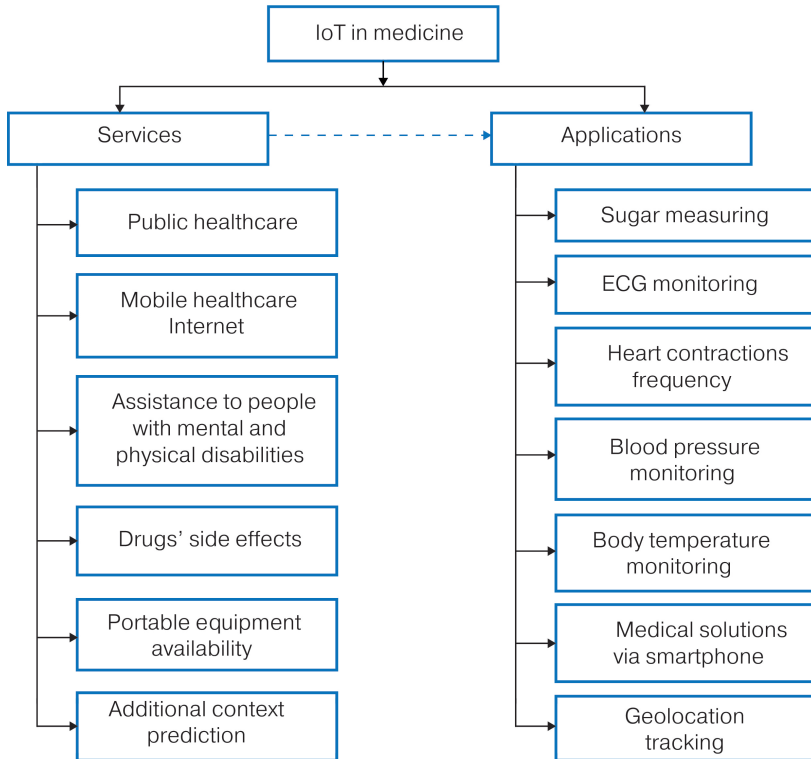 IoT in medicine
Services
Applications
Public healthcare
Mobile healthcare
Internet
Assistance to people
with mental and
physical disabilities
Drugs’ side effects
Portable equipment
availability
Additional context
prediction
Sugar measuring
ECG monitoring
Heart contractions
frequency
Blood pressure
monitoring
Body temperature
monitoring
Medical solutions
via smartphone
Geolocation
tracking